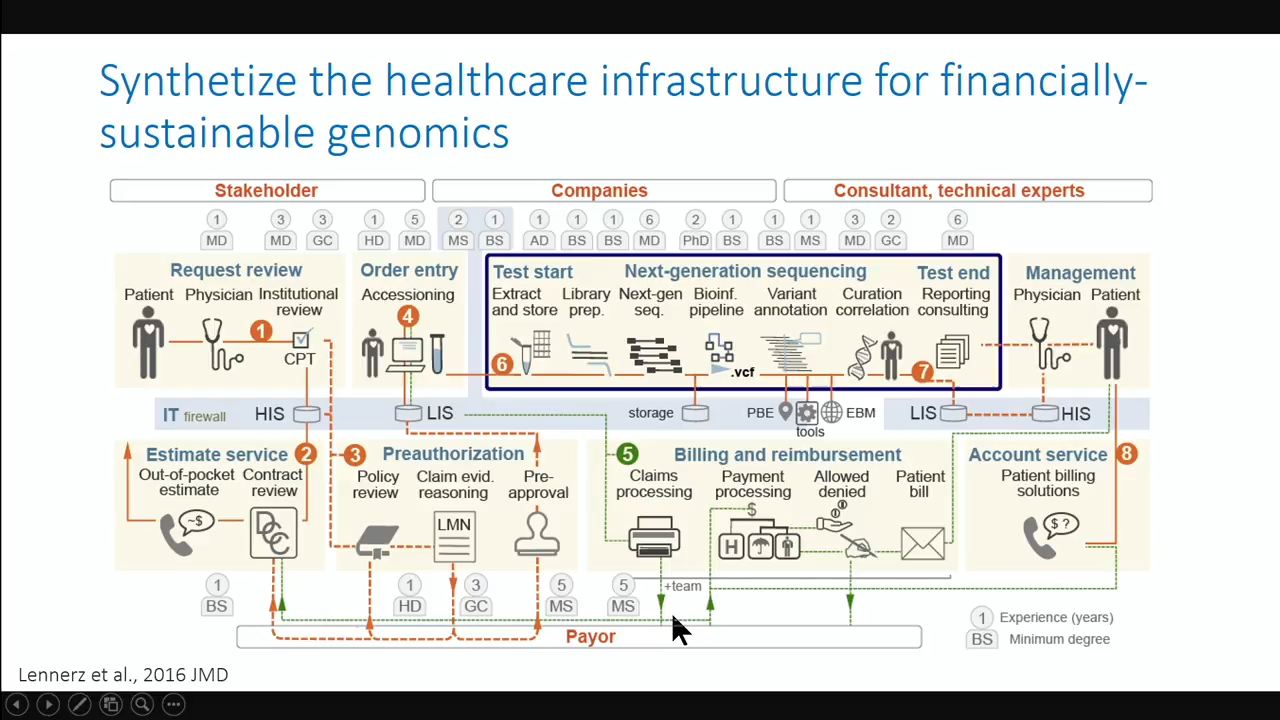 Synthetize the healthcare infrastructure for financially-
sustainable genomics
Stakeholder
Companies
Consultant, technical experts
1 3 3 1 5 2 1 1 1 1 6 2 1 1 1 3 2 6
MD MD GC HD MD MS BS AD BS BS MD PhD BS BS MS MD GC MD
Request review
Patient Physician Institutional
review
1
CPT
Order entry
Accessioning
4
Test start
Next-generation sequencing
Test end
Extract
and store
Library
prep.
Next-gen
seq.
Bioinf.
pipeline
Variant
annotation
Curation
correlation
Reporting
consulting
6
.vcf
7
Management
Physician Patient
IT firewall
HIS
LIS
storage
PBE
tools
EBM
LIS
HIS
Estimate service 2
Out-of-pocket
estimate
Contract
review
~$
DCC
3 Preauthorization
Policy
review
Claim evid.
reasoning
Pre-
approval
LMN
5 Billing and reimbursement
Claims
processing
Payment
processing
Allowed
denied
Patient
bill
$
H
Account service 8
Patient billing
solutions
$ ?
1 1 3 5 5
BS HD GC MS MS
+team
Payor
1 Experience (years)
BS Minimum degree
Lennerz et al., 2016 JMD